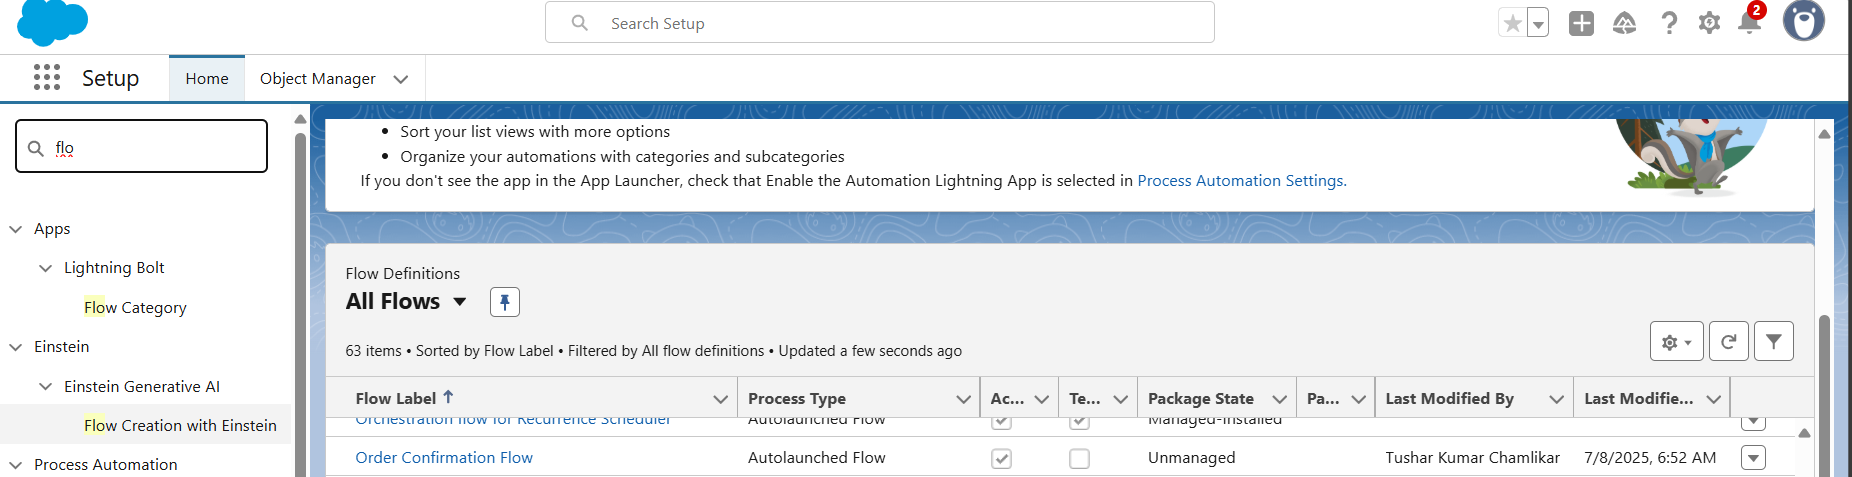 Search Setup
2
Setup
Home
Object Manager
flo
Apps
Lightning Bolt
Flow Category
Einstein
Einstein Generative AI
Flow Creation with Einstein
Process Automation
Sort your list views with more options
Organize your automations with categories and subcategories
If you don't see the app in the App Launcher, check that Enable the Automation Lightning App is selected in Process Automation Settings.
Flow Definitions
All Flows
63 items • Sorted by Flow Label • Filtered by All flow definitions • Updated a few seconds ago
Flow Label Process Type Ac... Te... Package State Pa... Last Modified By Last Modifie...
Orchestration flow for Recurrence Scheduler Autolaunched Flow Managed-Installed
Order Confirmation Flow Autolaunched Flow Unmanaged Tushar Kumar Chamlikar 7/8/2025, 6:52 AM